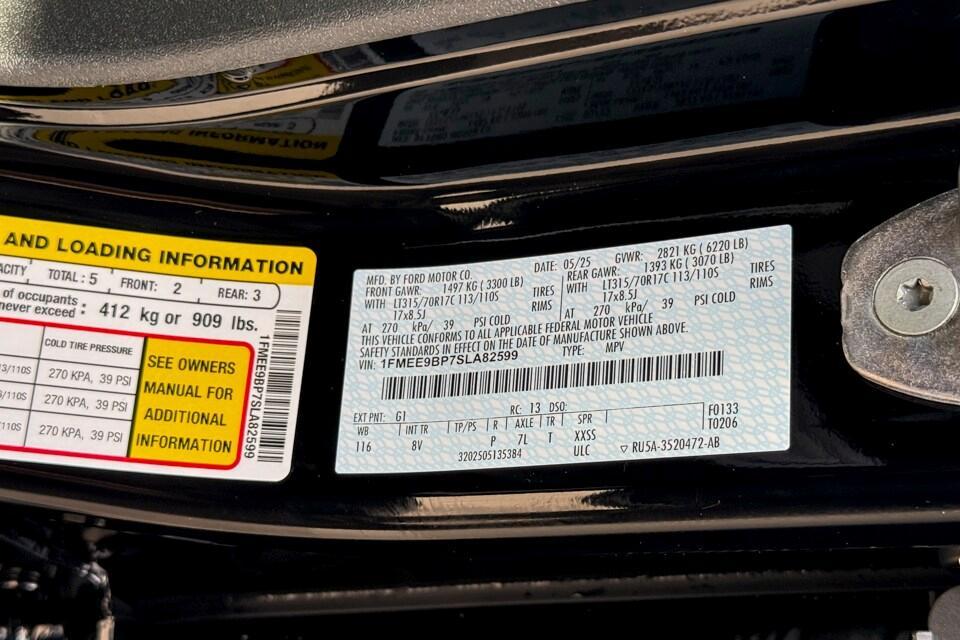 AND LOADING INFORMATION
ACITY TOTAL : 5 FRONT: 2 REAR: 3
of occupants
never exceed : 412 kg or 909 lbs.
COLD TIRE PRESSURE
3/110S 270 KPA, 39 PSI
3/110S 270 KPA, 39 PSI
/110S 270 KPA, 39 PSI
SEE OWNERS
MANUAL FOR
ADDITIONAL
INFORMATION
1FMEE9BP7SLA82599
MFD. BY FORD MOTOR CO. DATE: 05/25 GVWR: 2821 KG ( 6220 LB)
FRONT GAWR: 1497 KG ( 3300 LB) REAR GAWR: 1393 KG ( 3070 LB)
WITH LT315/70R17C 113/110S TIRES WITH LT315/70R17C 113/110S TIRES
17x8.5J RIMS 17x8.5J RIMS
AT 270 kPa/ 39 PSI COLD AT 270 kPa/ 39 PSI COLD
THIS VEHICLE CONFORMS TO ALL APPLICABLE FEDERAL MOTOR VEHICLE
SAFETY STANDARDS IN EFFECT ON THE DATE OF MANUFACTURE SHOWN ABOVE.
VIN: 1FMEE9BP7SLA82599 TYPE: MPV
EXT PNT: G1 RC: 13 DSO: F0133
WB INT TR TP/PS R AXLE TR SPR T0206
116 8V P 7L T XXSS
3202505135384 ULC ▽ RU5A-3520472-AB